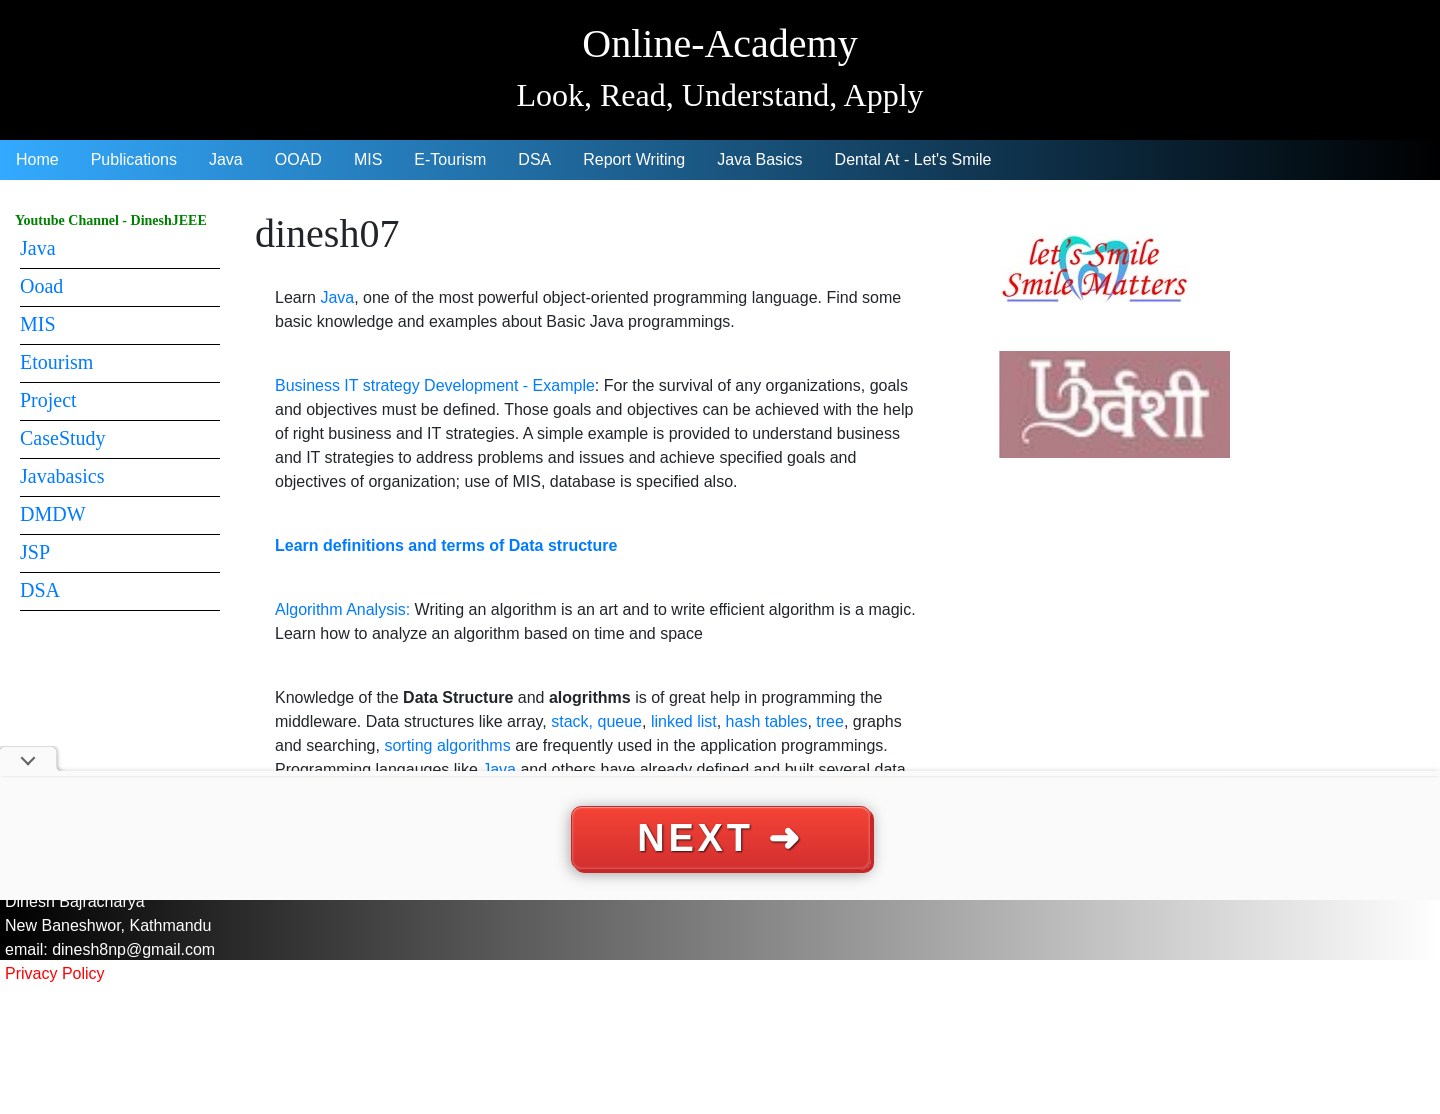 Online-Academy
Look, Read, Understand, Apply
Home Publications Java OOAD MIS E-Tourism DSA Report Writing Java Basics Dental At - Let's Smile
Youtube Channel - DineshJEEE
Java
Ooad
MIS
Etourism
Project
CaseStudy
Javabasics
DMDW
JSP
DSA
dinesh07
Learn Java, one of the most powerful object-oriented programming language. Find some
basic knowledge and examples about Basic Java programmings.
Business IT strategy Development - Example: For the survival of any organizations, goals
and objectives must be defined. Those goals and objectives can be achieved with the help
of right business and IT strategies. A simple example is provided to understand business
and IT strategies to address problems and issues and achieve specified goals and
objectives of organization; use of MIS, database is specified also.
Learn definitions and terms of Data structure
Algorithm Analysis: Writing an algorithm is an art and to write efficient algorithm is a magic.
Learn how to analyze an algorithm based on time and space
Knowledge of the Data Structure and alogrithms is of great help in programming the
middleware. Data structures like array, stack, queue, linked list, hash tables, tree, graphs
and searching, sorting algorithms are frequently used in the application programmings.
Programming langauges like Java and others have already defined and built several data
let's Smile
Smile Matters
उर्वशी
NEXT ➜
Dinesh Bajracharya
New Baneshwor, Kathmandu
email: dinesh8np@gmail.com
Privacy Policy